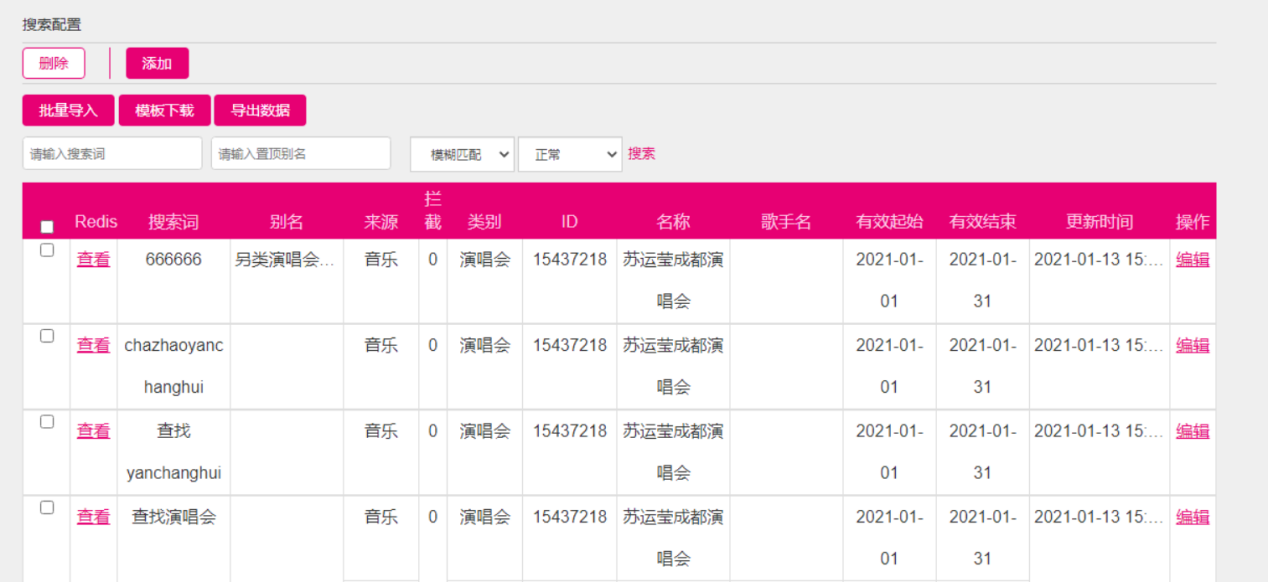 搜索配置
删除 添加
批量导入 模板下载 导出数据
请输入搜索词 请输入置顶别名 模糊匹配 正常 搜索
拦
Redis 搜索词 别名 来源 截 类别 ID 名称 歌手名 有效起始 有效结束 更新时间 操作
查看 666666 另类演唱会... 音乐 0 演唱会 15437218 苏运莹成都演 2021-01- 2021-01- 2021-01-13 15:... 编辑
唱会 01 31
查看 chazhaoyanc 音乐 0 演唱会 15437218 苏运莹成都演 2021-01- 2021-01- 2021-01-13 15:... 编辑
hanghui 唱会 01 31
查看 查找 音乐 0 演唱会 15437218 苏运莹成都演 2021-01- 2021-01- 2021-01-13 15:... 编辑
yanchanghui 唱会 01 31
查看 查找演唱会 音乐 0 演唱会 15437218 苏运莹成都演 2021-01- 2021-01- 2021-01-13 15:... 编辑
唱会 01 31